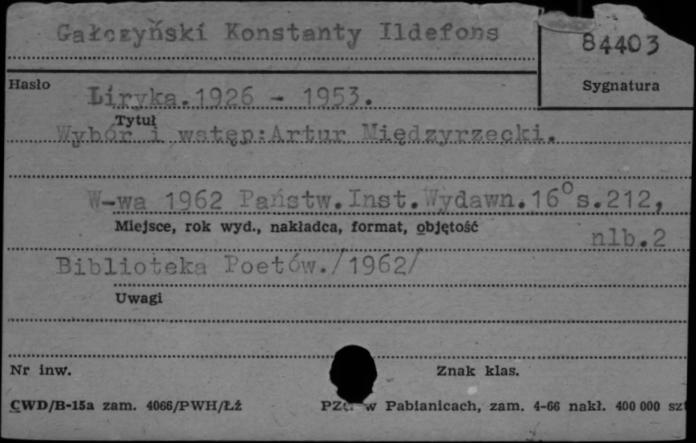 Gałczyński Konstanty Ildefons
84403
Hasło
Sygnatura
Liryka.1926 - 1953.
Tytuł
Wybór i wstęp:Artur Międzyrzecki.
W-wa 1962 Państw.Inst.Wydawn.16° s.212,
Miejsce, rok wyd., nakładca, format, objętość
nlb.2
Biblioteka Poetów./1962/
Uwagi
Nr inw.
Znak klas.
CWD/B-15a zam. 4066/PWH/Łź
w Pabianicach, zam. 4-66 nakł. 400 000 szt